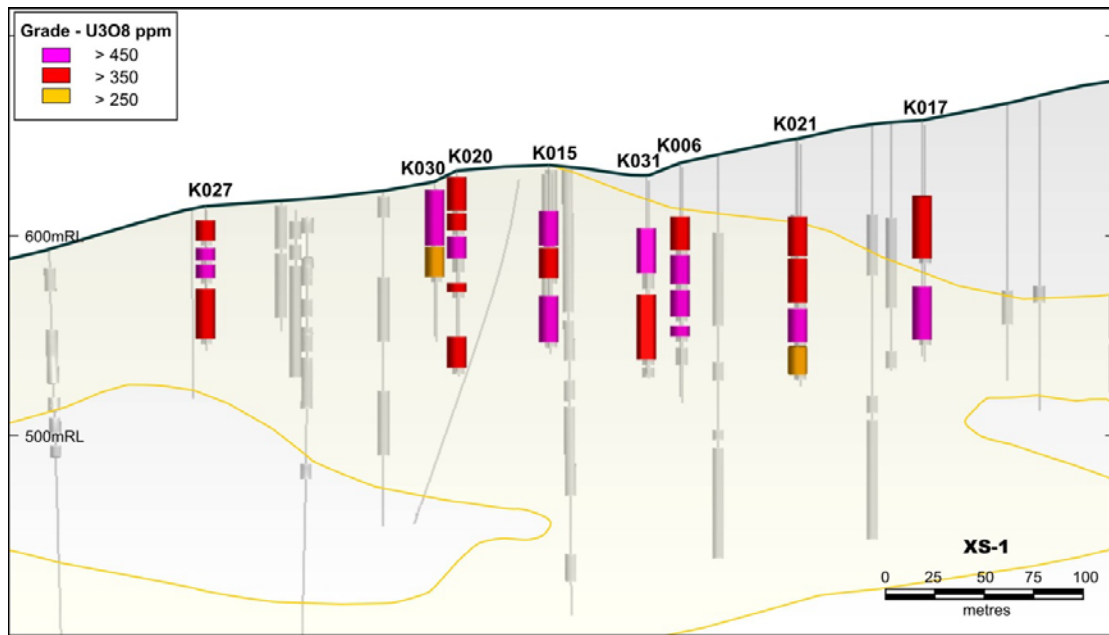 Grade - U3O8 ppm
> 450
> 350
> 250
K027
K030
K020
K015
K031
K006
K021
K017
600mRL
500mRL
XS-1
0 25 50 75 100
metres